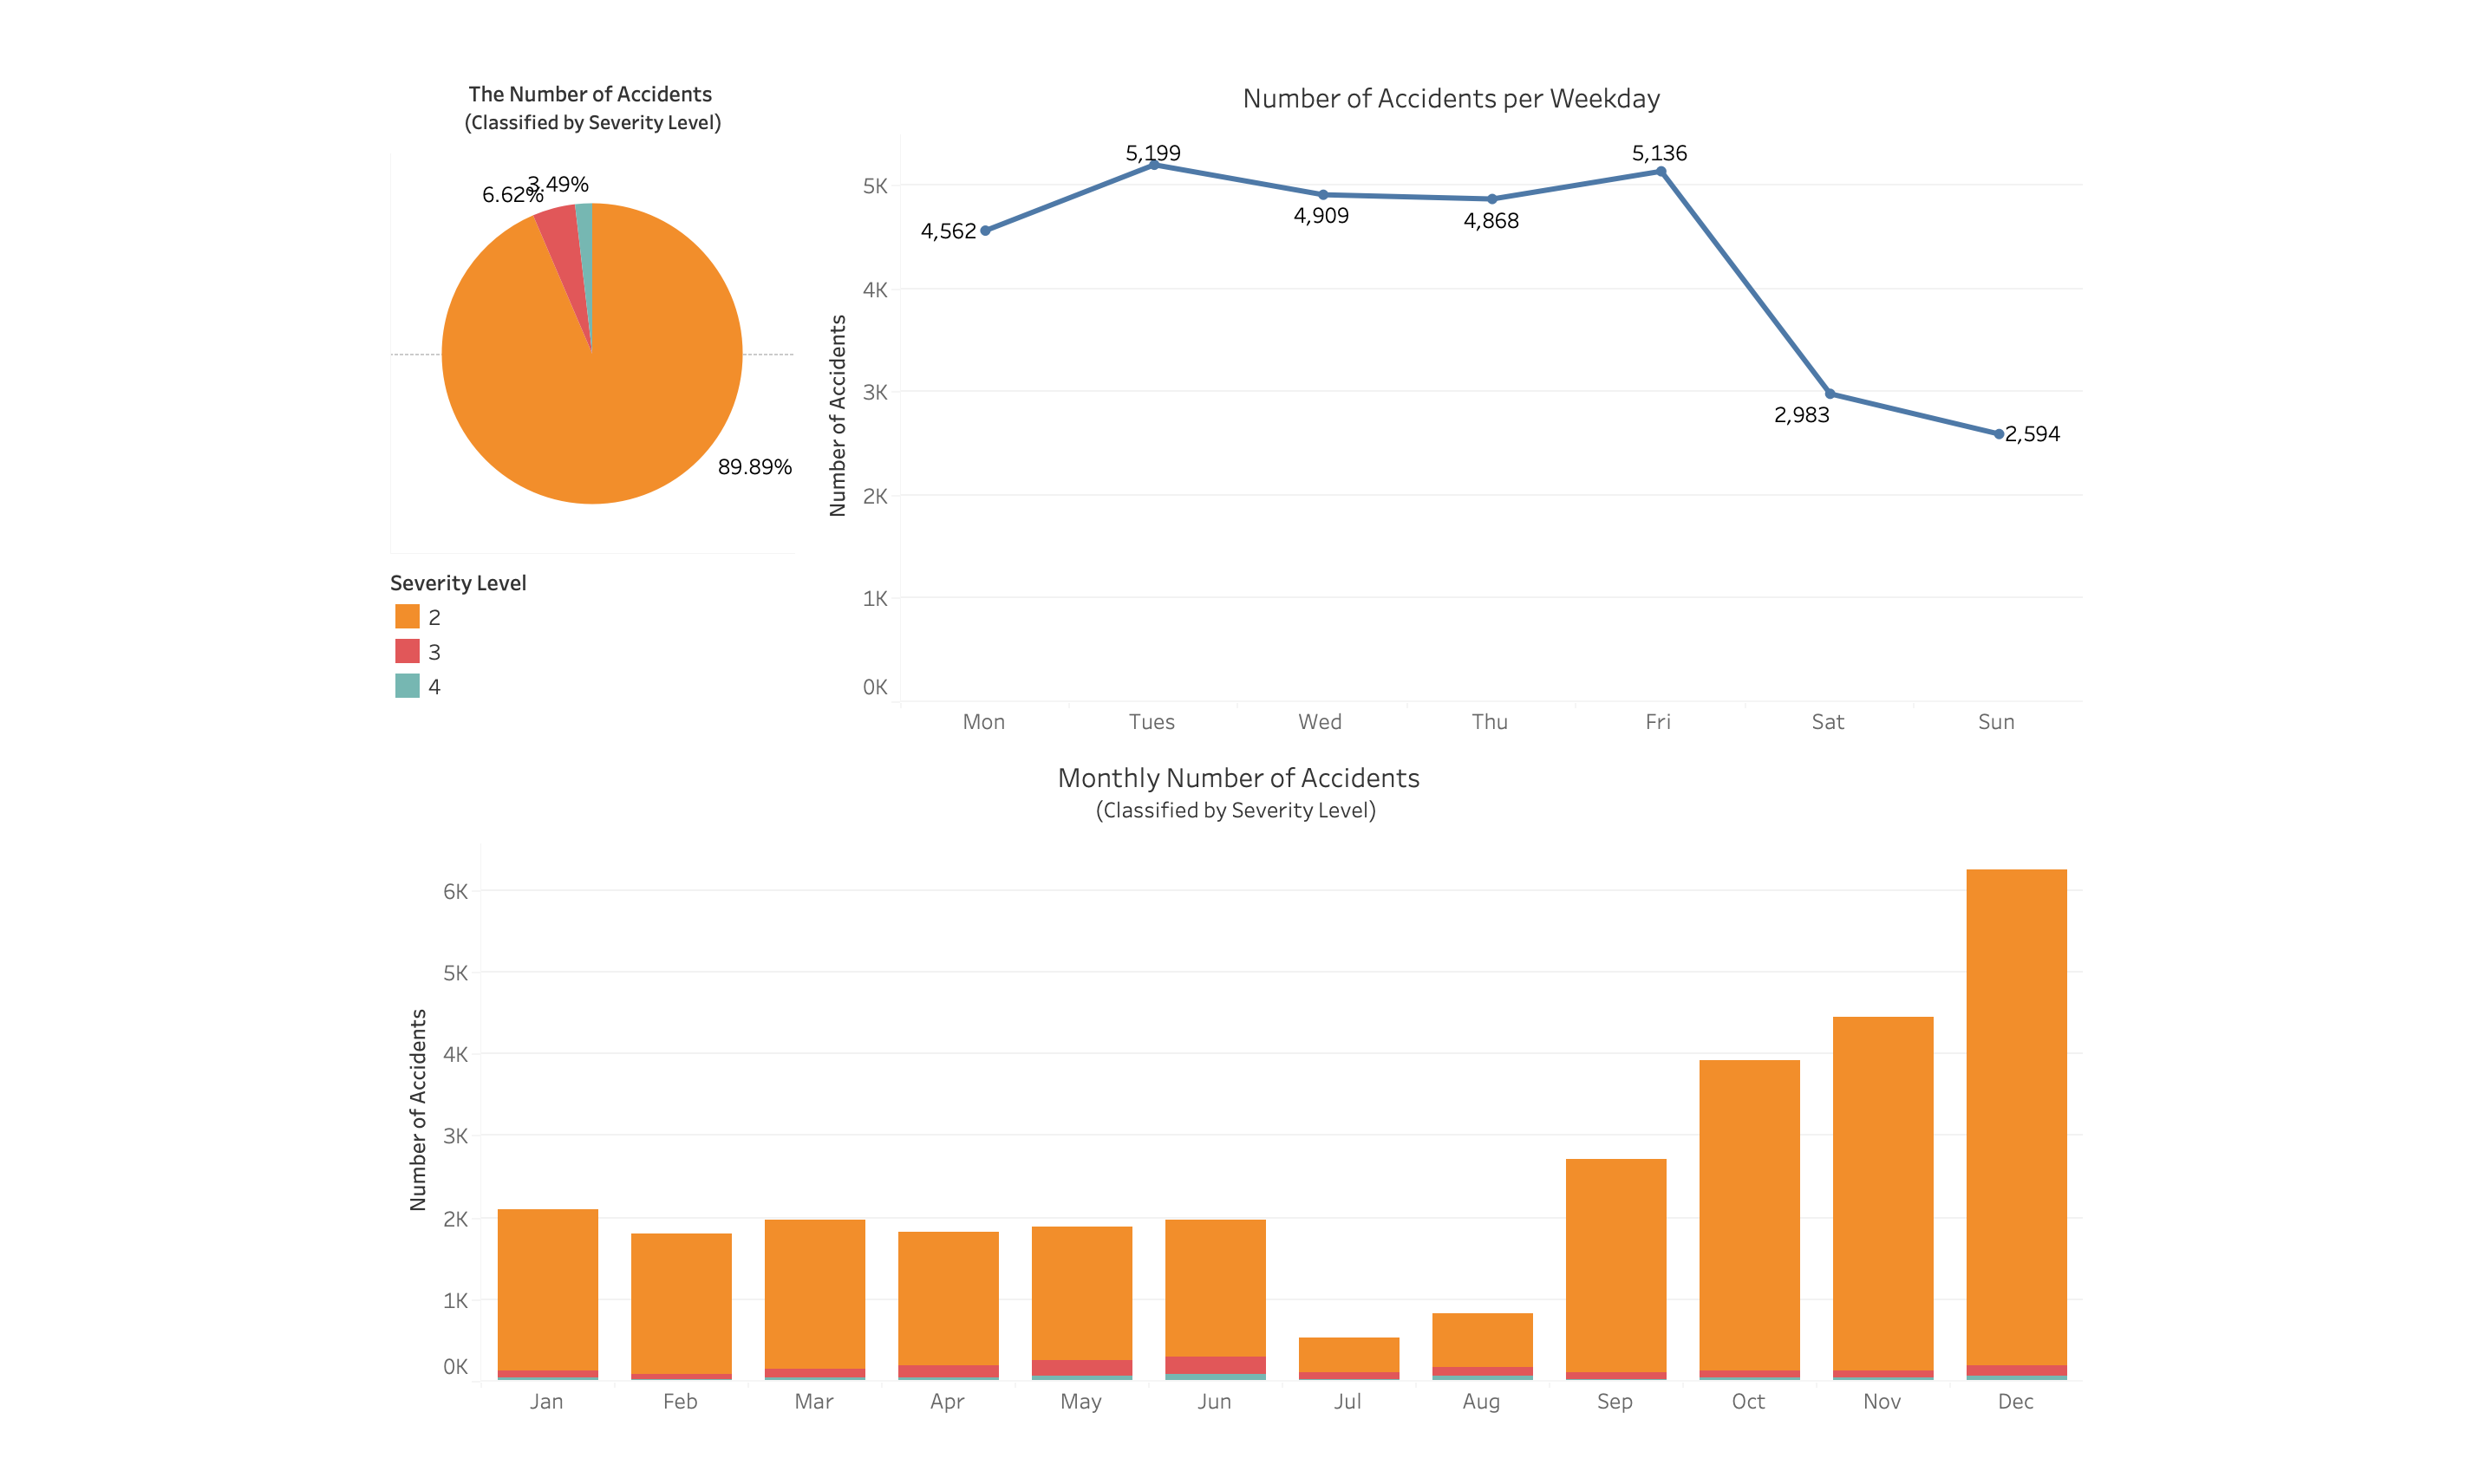 The Number of Accidents
(Classified by Severity Level)
6.62%
3.49%
89.89%
Severity Level
2
3
4
Number of Accidents per Weekday
Number of Accidents
5K
4K
3K
2K
1K
0K
4,562
5,199
4,909
4,868
5,136
2,983
2,594
Mon Tues Wed Thu Fri Sat Sun
Monthly Number of Accidents
(Classified by Severity Level)
Number of Accidents
6K
5K
4K
3K
2K
1K
0K
Jan Feb Mar Apr May Jun Jul Aug Sep Oct Nov Dec